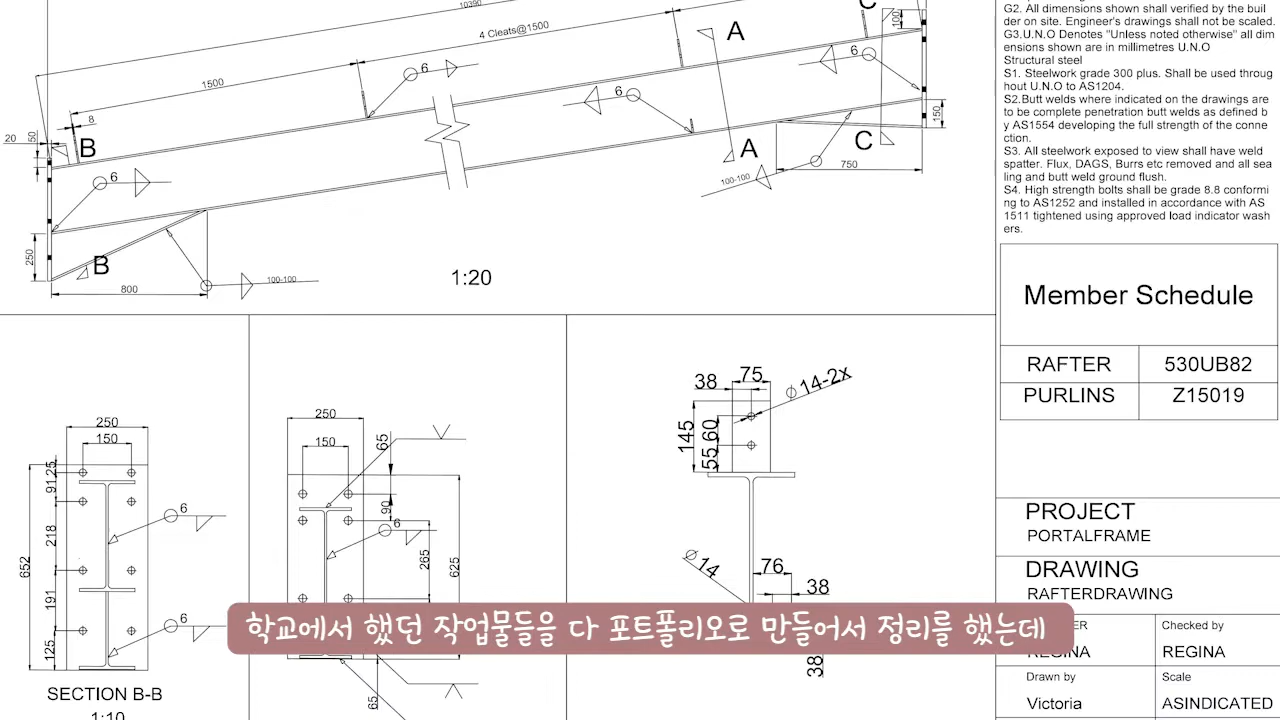 10390
4 Cleats@1500
1500
8
20
50
B
6
6
6
6
A
A
C
C
100
150
750
100-100
250
B
800
100-100
1:20
G2. All dimensions shown shall verified by the buil
der on site. Engineer's drawings shall not be scaled.
G3.U.N.O Denotes "Unless noted otherwise" all dim
ensions shown are in millimetres U.N.O
Structural steel
S1. Steelwork grade 300 plus. Shall be used throug
hout U.N.O to AS1204.
S2.Butt welds where indicated on the drawings are
to be complete penetration butt welds as defined b
y AS1554 developing the full strength of the conne
ction.
S3. All steelwork exposed to view shall have weld
spatter. Flux, DAGS, Burrs etc removed and all sea
ling and butt weld ground flush.
S4. High strength bolts shall be grade 8.8 conformi
ng to AS1252 and installed in accordance with AS
1511 tightened using approved load indicator wash
ers.
Member Schedule
RAFTER 530UB82
PURLINS Z15019
PROJECT
PORTALFRAME
DRAWING
RAFTERDRAWING
Checked by
REGINA
Drawn by
Victoria
Scale
ASINDICATED
250
150
25
91
218
191
125
652
6
6
SECTION B-B
1:10
250
150
65
90
6
265
625
65
38
75
⌀14-2x
145
60
55
⌀14
76
38
38
학교에서 했던 작업물들을 다 포트폴리오로 만들어서 정리를 했는데